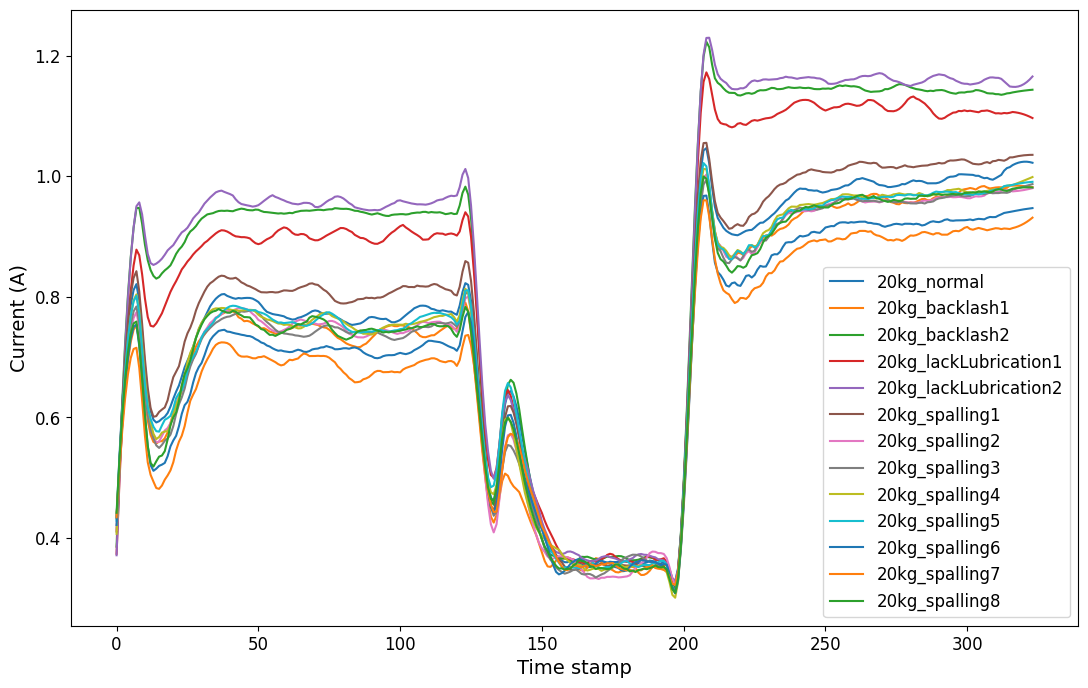 Current (A)
1.2
1.0
0.8
0.6
0.4
0
50
100
150
200
250
300
Time stamp
20kg_normal
20kg_backlash1
20kg_backlash2
20kg_lackLubrication1
20kg_lackLubrication2
20kg_spalling1
20kg_spalling2
20kg_spalling3
20kg_spalling4
20kg_spalling5
20kg_spalling6
20kg_spalling7
20kg_spalling8